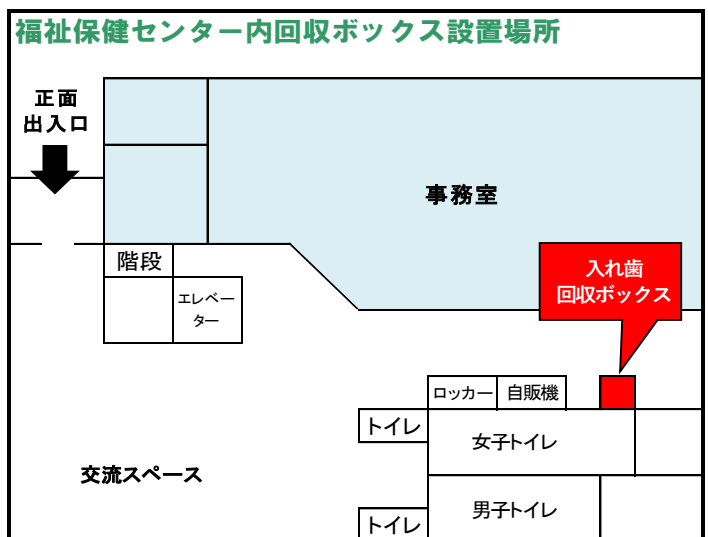 福祉保健センター内回収ボックス設置場所
正面
出入口
事務室
階段
エレベー
ター
入れ歯
回収ボックス
ロッカー
自販機
トイレ
女子トイレ
交流スペース
男子トイレ
トイレ